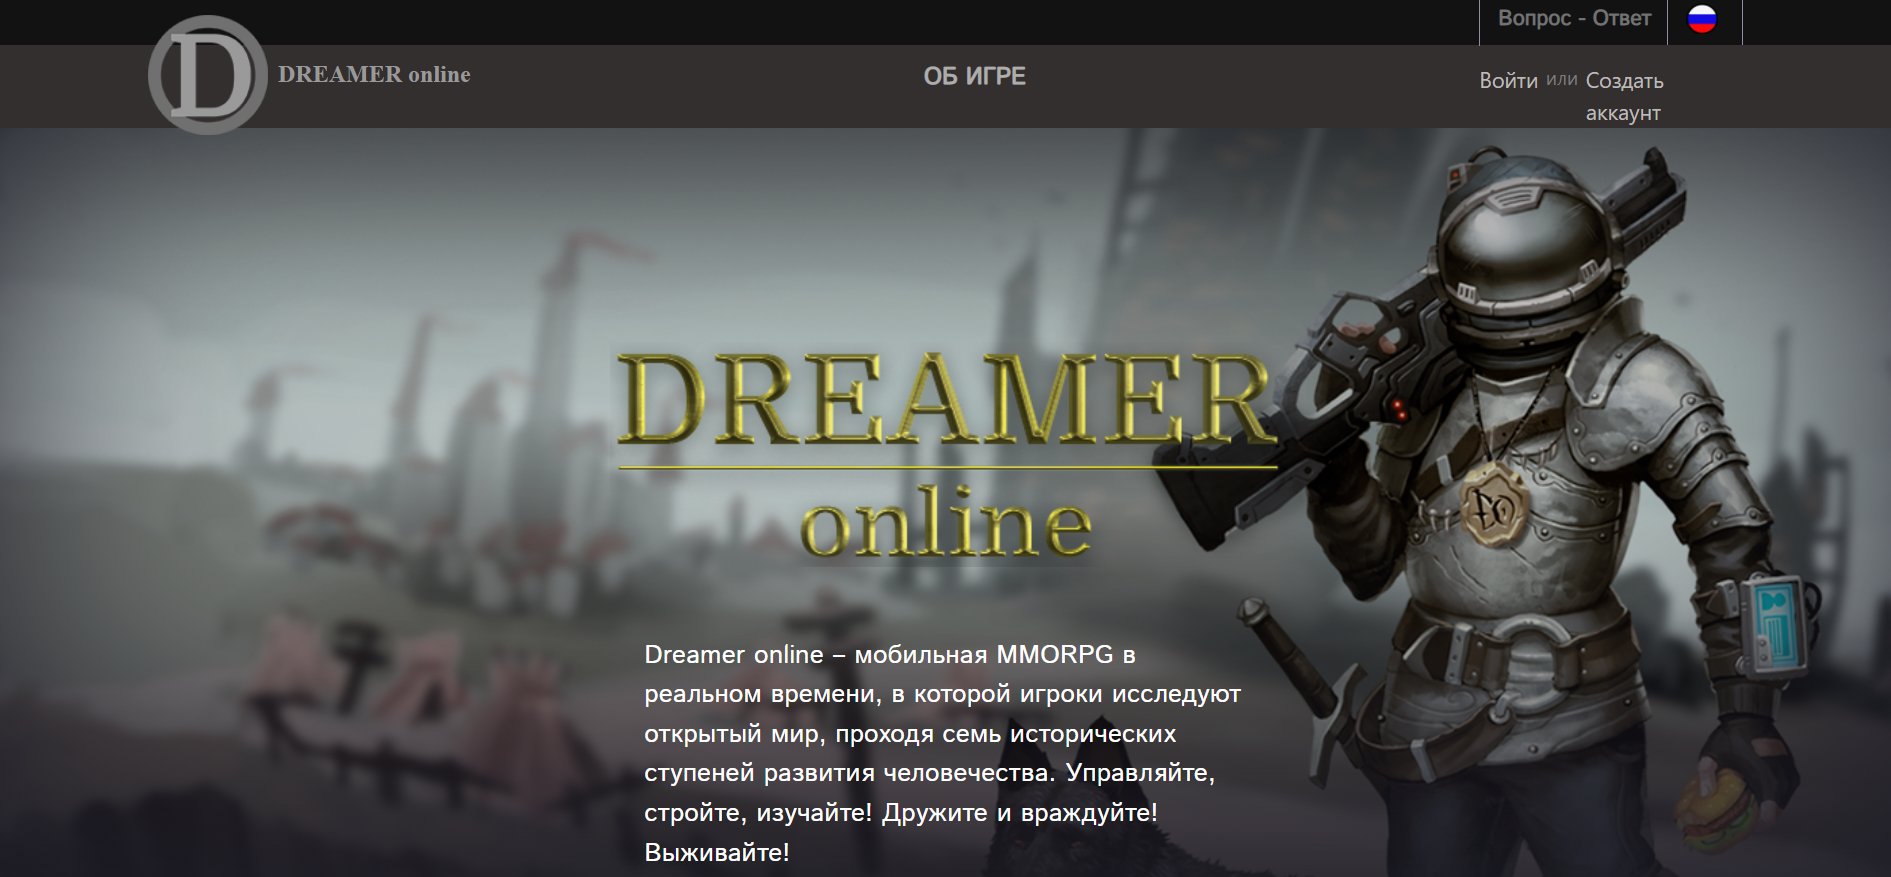 Вопрос - Ответ
D
DREAMER online
ОБ ИГРЕ
Войти или Создать
аккаунт
DREAMER
online
Dreamer online – мобильная MMORPG в
реальном времени, в которой игроки исследуют
открытый мир, проходя семь исторических
ступеней развития человечества. Управляйте,
стройте, изучайте! Дружите и враждуйте!
Выживайте!